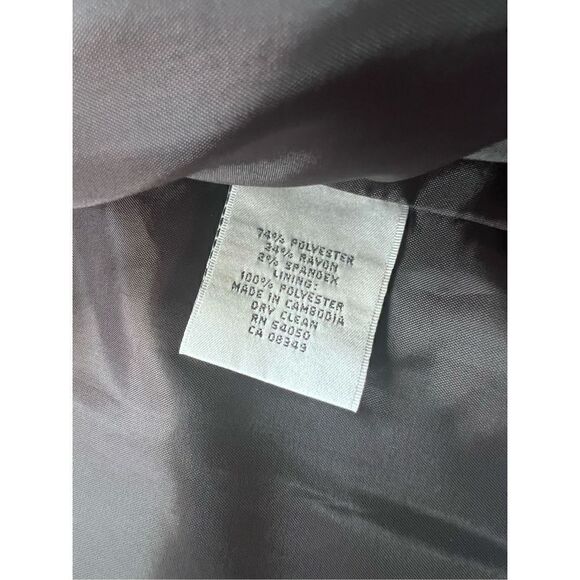 74% POLYESTER
24% RAYON
2% SPANDEX
LINING:
100% POLYESTER
MADE IN CAMBODIA
DRY CLEAN
RN 54050
CA 08349